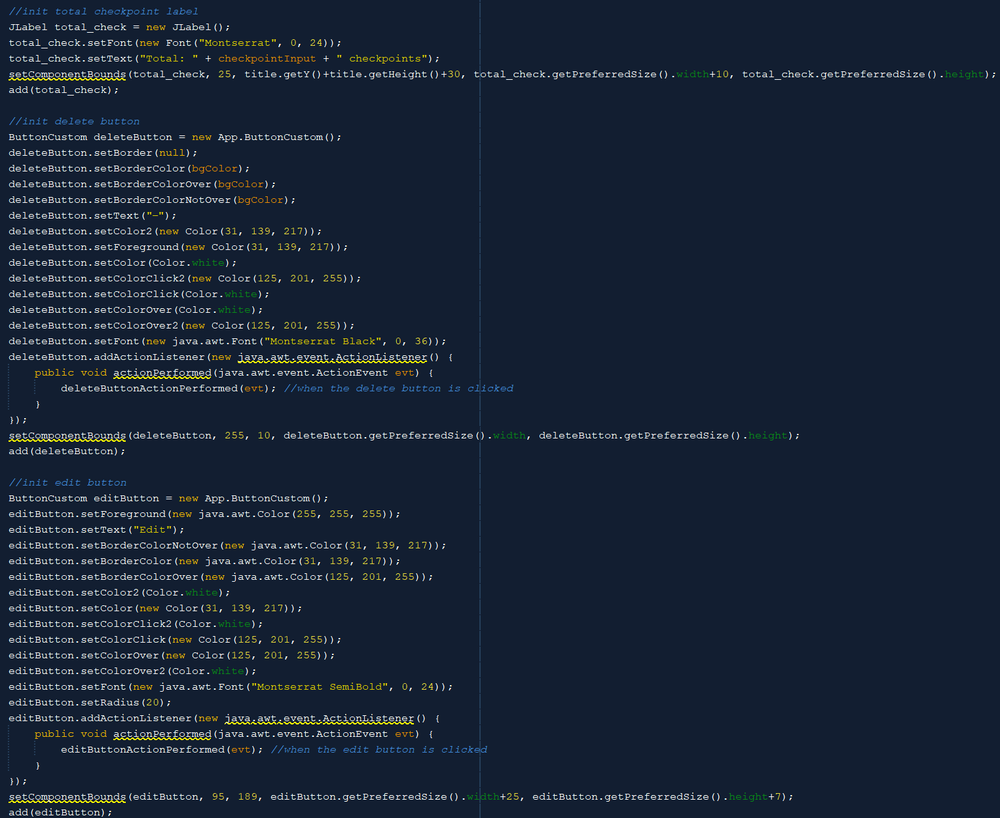 //init total checkpoint label
JLabel total_check = new JLabel();
total_check.setFont(new Font("Montserrat", 0, 24));
total_check.setText("Total: " + checkpointInput + " checkpoints");
setComponentBounds(total_check, 25, title.getY()+title.getHeight()+30, total_check.getPreferredSize().width+10, total_check.getPreferredSize().height);
add(total_check);

//init delete button
ButtonCustom deleteButton = new App.ButtonCustom();
deleteButton.setBorder(null);
deleteButton.setBorderColor(bgColor);
deleteButton.setBorderColorOver(bgColor);
deleteButton.setBorderColorNotOver(bgColor);
deleteButton.setText("-");
deleteButton.setColor2(new Color(31, 139, 217));
deleteButton.setForeground(new Color(31, 139, 217));
deleteButton.setColor(Color.white);
deleteButton.setColorClick2(new Color(125, 201, 255));
deleteButton.setColorClick(Color.white);
deleteButton.setColorOver(Color.white);
deleteButton.setColorOver2(new Color(125, 201, 255));
deleteButton.setFont(new java.awt.Font("Montserrat Black", 0, 36));
deleteButton.addActionListener(new java.awt.event.ActionListener() {
    public void actionPerformed(java.awt.event.ActionEvent evt) {
        deleteButtonActionPerformed(evt); //when the delete button is clicked
    }
});
setComponentBounds(deleteButton, 255, 10, deleteButton.getPreferredSize().width, deleteButton.getPreferredSize().height);
add(deleteButton);

//init edit button
ButtonCustom editButton = new App.ButtonCustom();
editButton.setForeground(new java.awt.Color(255, 255, 255));
editButton.setText("Edit");
editButton.setBorderColorNotOver(new java.awt.Color(31, 139, 217));
editButton.setBorderColor(new java.awt.Color(31, 139, 217));
editButton.setBorderColorOver(new java.awt.Color(125, 201, 255));
editButton.setColor2(Color.white);
editButton.setColor(new Color(31, 139, 217));
editButton.setColorClick2(Color.white);
editButton.setColorClick(new Color(125, 201, 255));
editButton.setColorOver(new Color(125, 201, 255));
editButton.setColorOver2(Color.white);
editButton.setFont(new java.awt.Font("Montserrat SemiBold", 0, 24));
editButton.setRadius(20);
editButton.addActionListener(new java.awt.event.ActionListener() {
    public void actionPerformed(java.awt.event.ActionEvent evt) {
        editButtonActionPerformed(evt); //when the edit button is clicked
    }
});
setComponentBounds(editButton, 95, 189, editButton.getPreferredSize().width+25, editButton.getPreferredSize().height+7);
add(editButton);